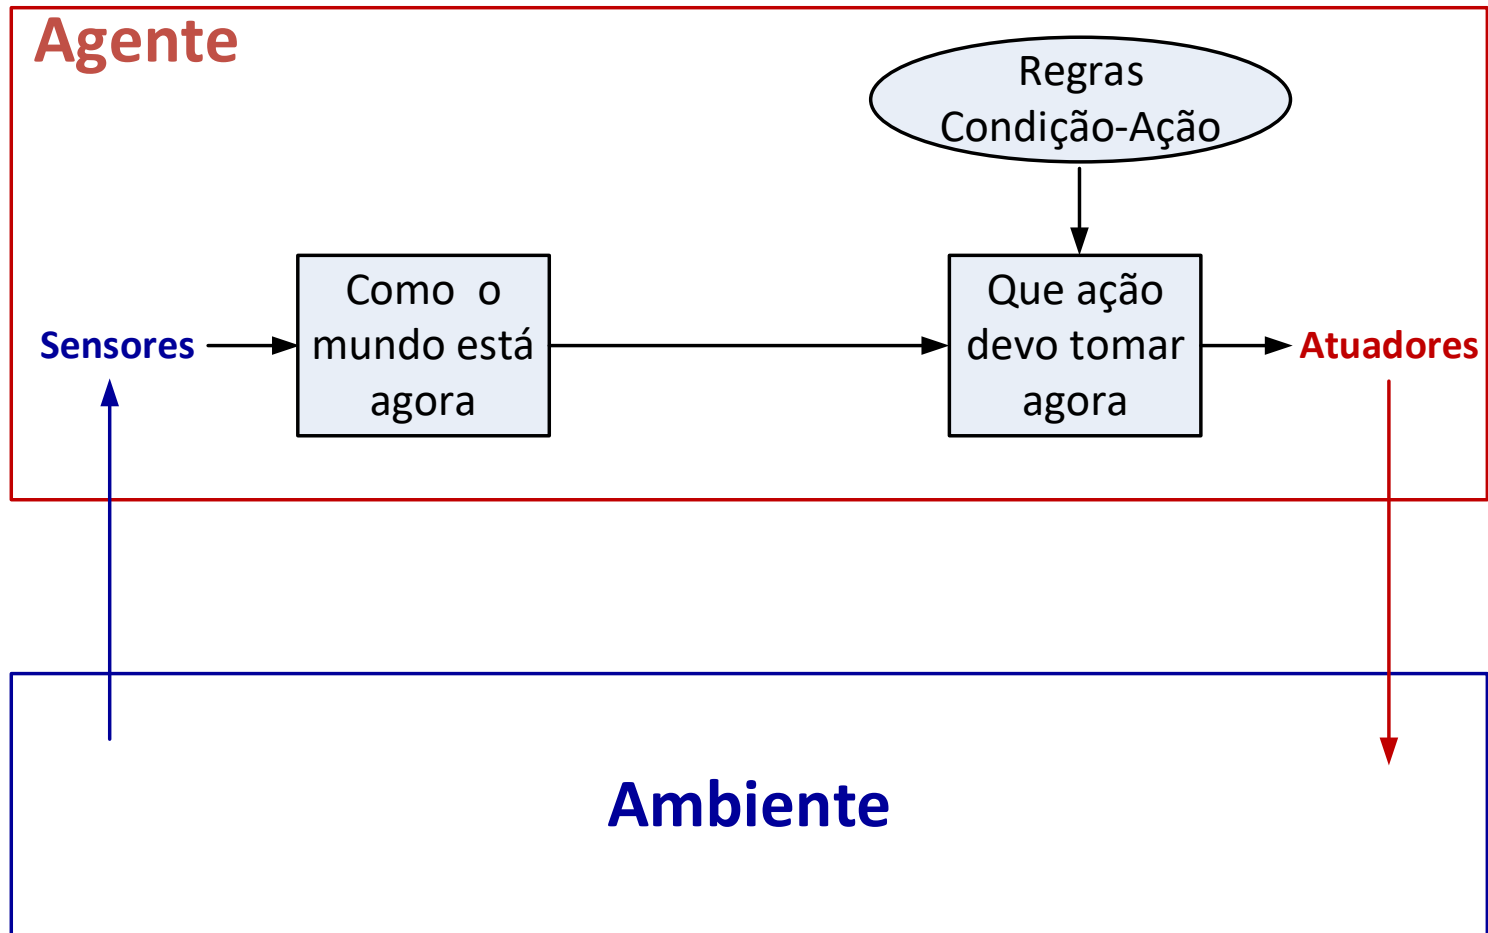 Agente
Regras
Condição-Ação
Como o
mundo está
agora
Que ação
devo tomar
agora
Sensores
Atuadores
Ambiente